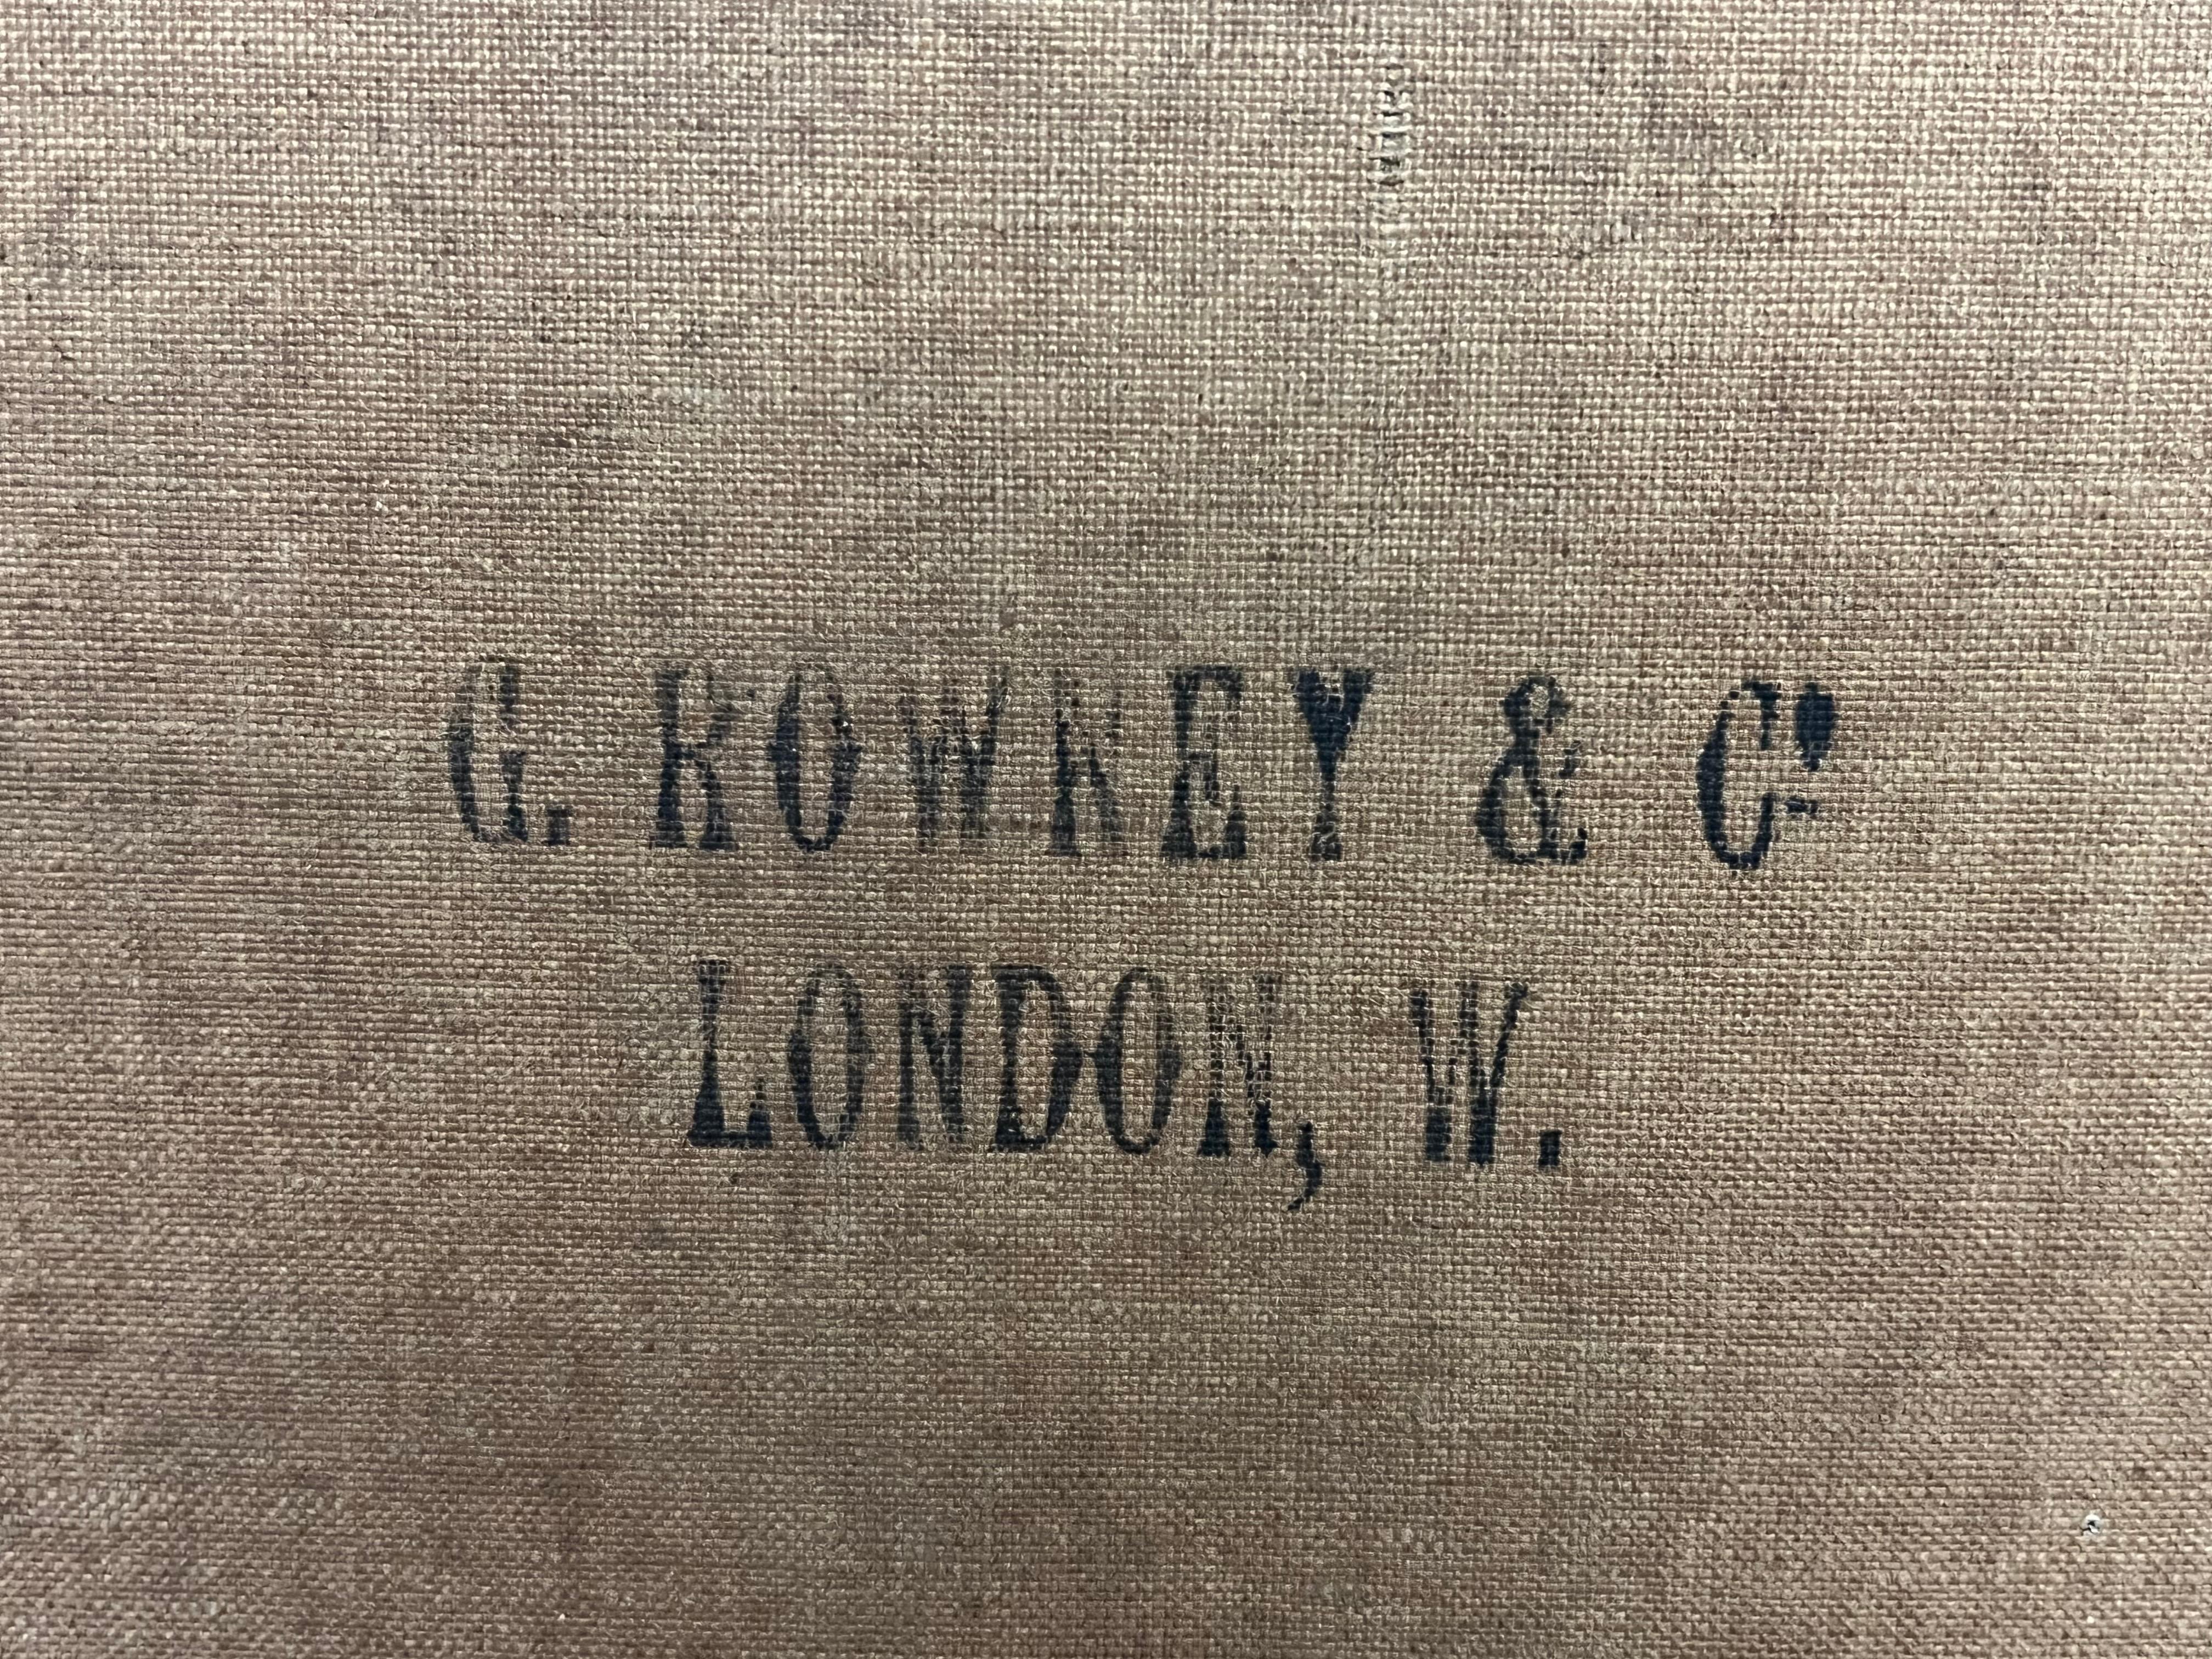 G. ROWNEY & Cº
LONDON, W.